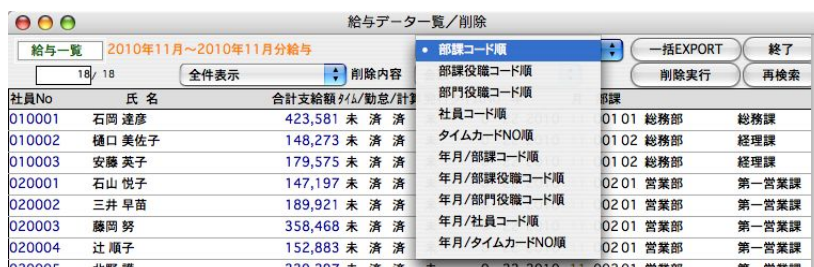 給与データ一覧／削除
給与一覧 2010年11月～2010年11月分給与 一括EXPORT 終了
18/ 18 全件表示 削除内容 削除実行 再検索
• 部課コード順
部課役職コード順
部門役職コード順
社員コード順
タイムカードNO順
年月/部課コード順
年月/部課役職コード順
年月/部門役職コード順
年月/社員コード順
年月/タイムカードNO順
社員No 氏 名 合計支給額 タイム/勤怠/計算 部課
010001 石岡 達彦 423,581 未 済 済 00101 総務部 総務課
010002 樋口 美佐子 148,273 未 済 済 00102 総務部 経理課
010003 安藤 英子 179,575 未 済 済 00102 総務部 経理課
020001 石山 悦子 147,197 未 済 済 00201 営業部 第一営業課
020002 三井 早苗 189,921 未 済 済 00201 営業部 第一営業課
020003 藤岡 努 358,468 未 済 済 00201 営業部 第一営業課
020004 辻 順子 152,883 未 済 済 00201 営業部 第一営業課